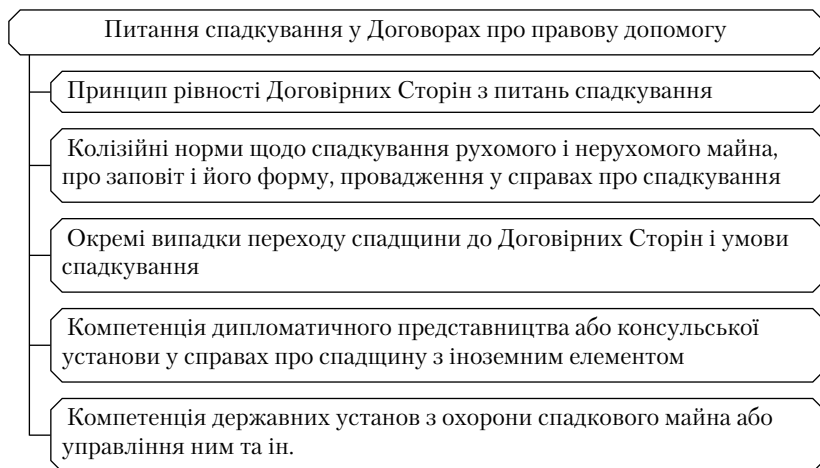 Питання спадкування у Договорах про правову допомогу
Принцип рівності Договірних Сторін з питань спадкування
Колізійні норми щодо спадкування рухомого і нерухомого майна,
про заповіт і його форму, провадження у справах про спадкування
Окремі випадки переходу спадщини до Договірних Сторін і умови
спадкування
Компетенція дипломатичного представництва або консульської
установи у справах про спадщину з іноземним елементом
Компетенція державних установ з охорони спадкового майна або
управління ним та ін.